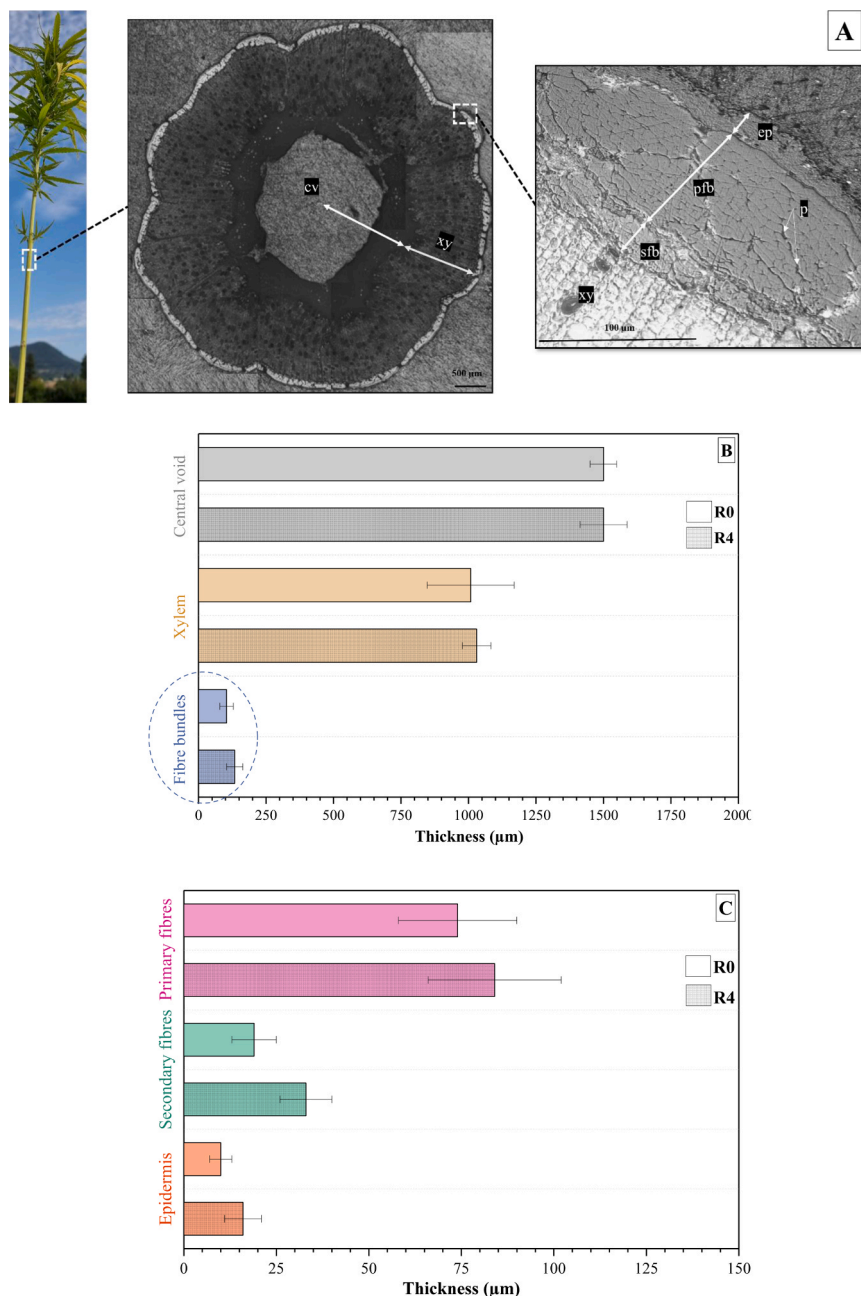 A
cv
xy
500 µm
ep
pfb
p
sfb
xy
100 µm
B
Central void
Xylem
Fibre bundles
R0
R4
0 250 500 750 1000 1250 1500 1750 2000
Thickness (µm)
C
Primary fibres
Secondary fibres
Epidermis
R0
R4
0 25 50 75 100 125 150
Thickness (µm)